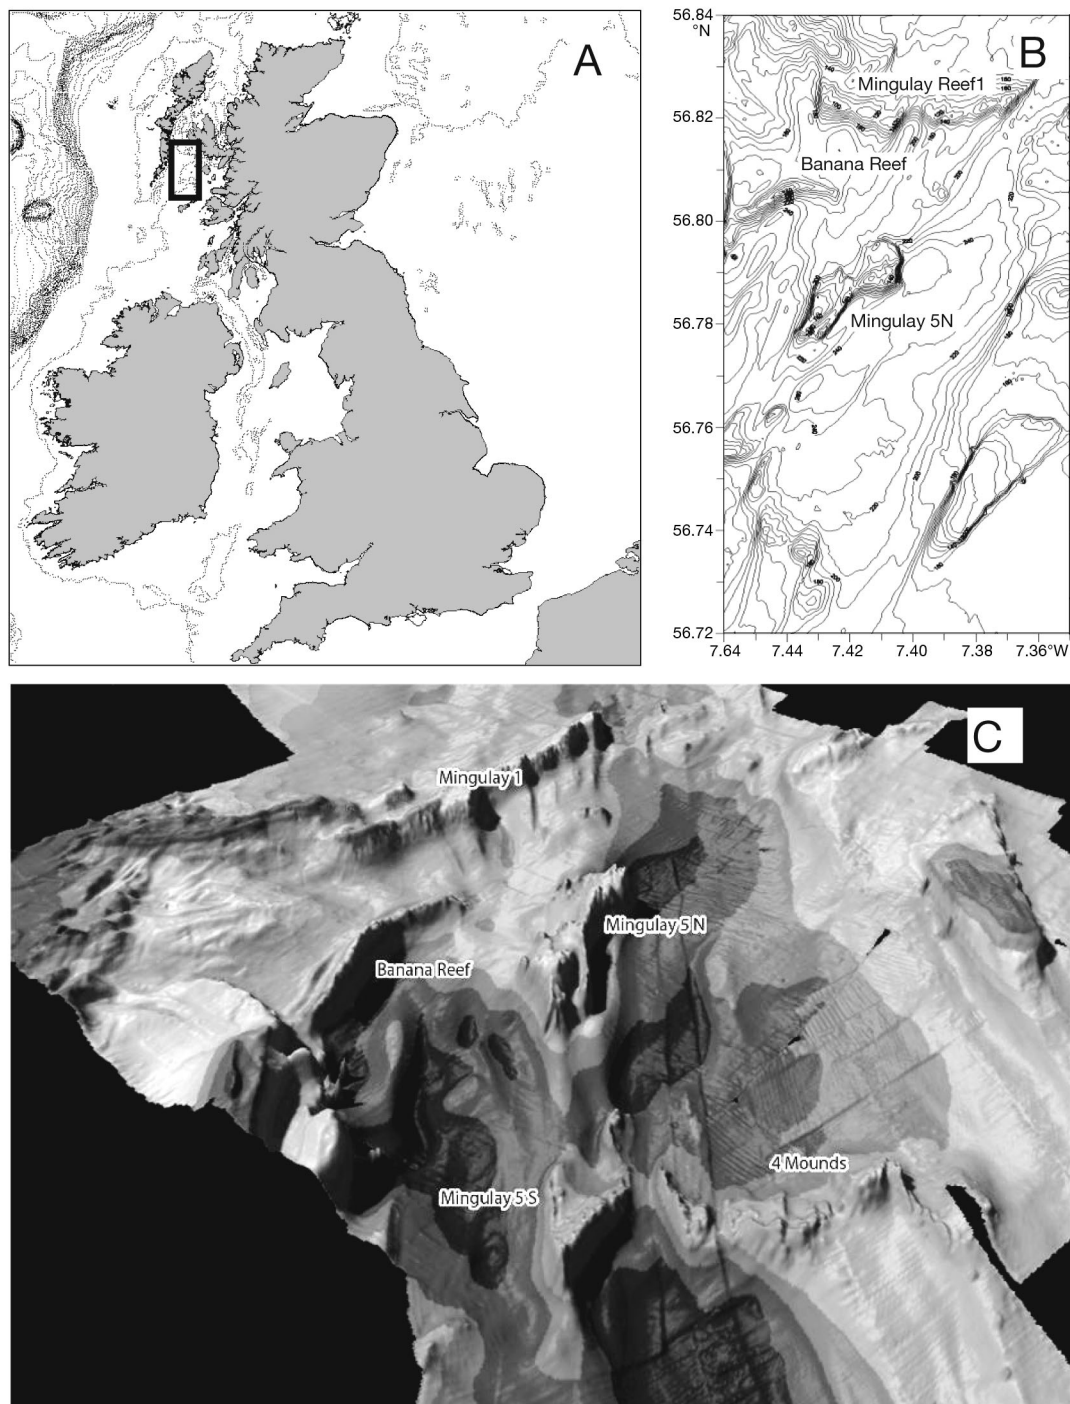 A
56.84
°N
B
Mingulay Reef1
56.82
Banana Reef
56.80
56.78
Mingulay 5N
56.76
56.74
56.72
7.64 7.44 7.42 7.40 7.38 7.36°W
C
Mingulay 1
Mingulay 5 N
Banana Reef
4 Mounds
Mingulay 5 S